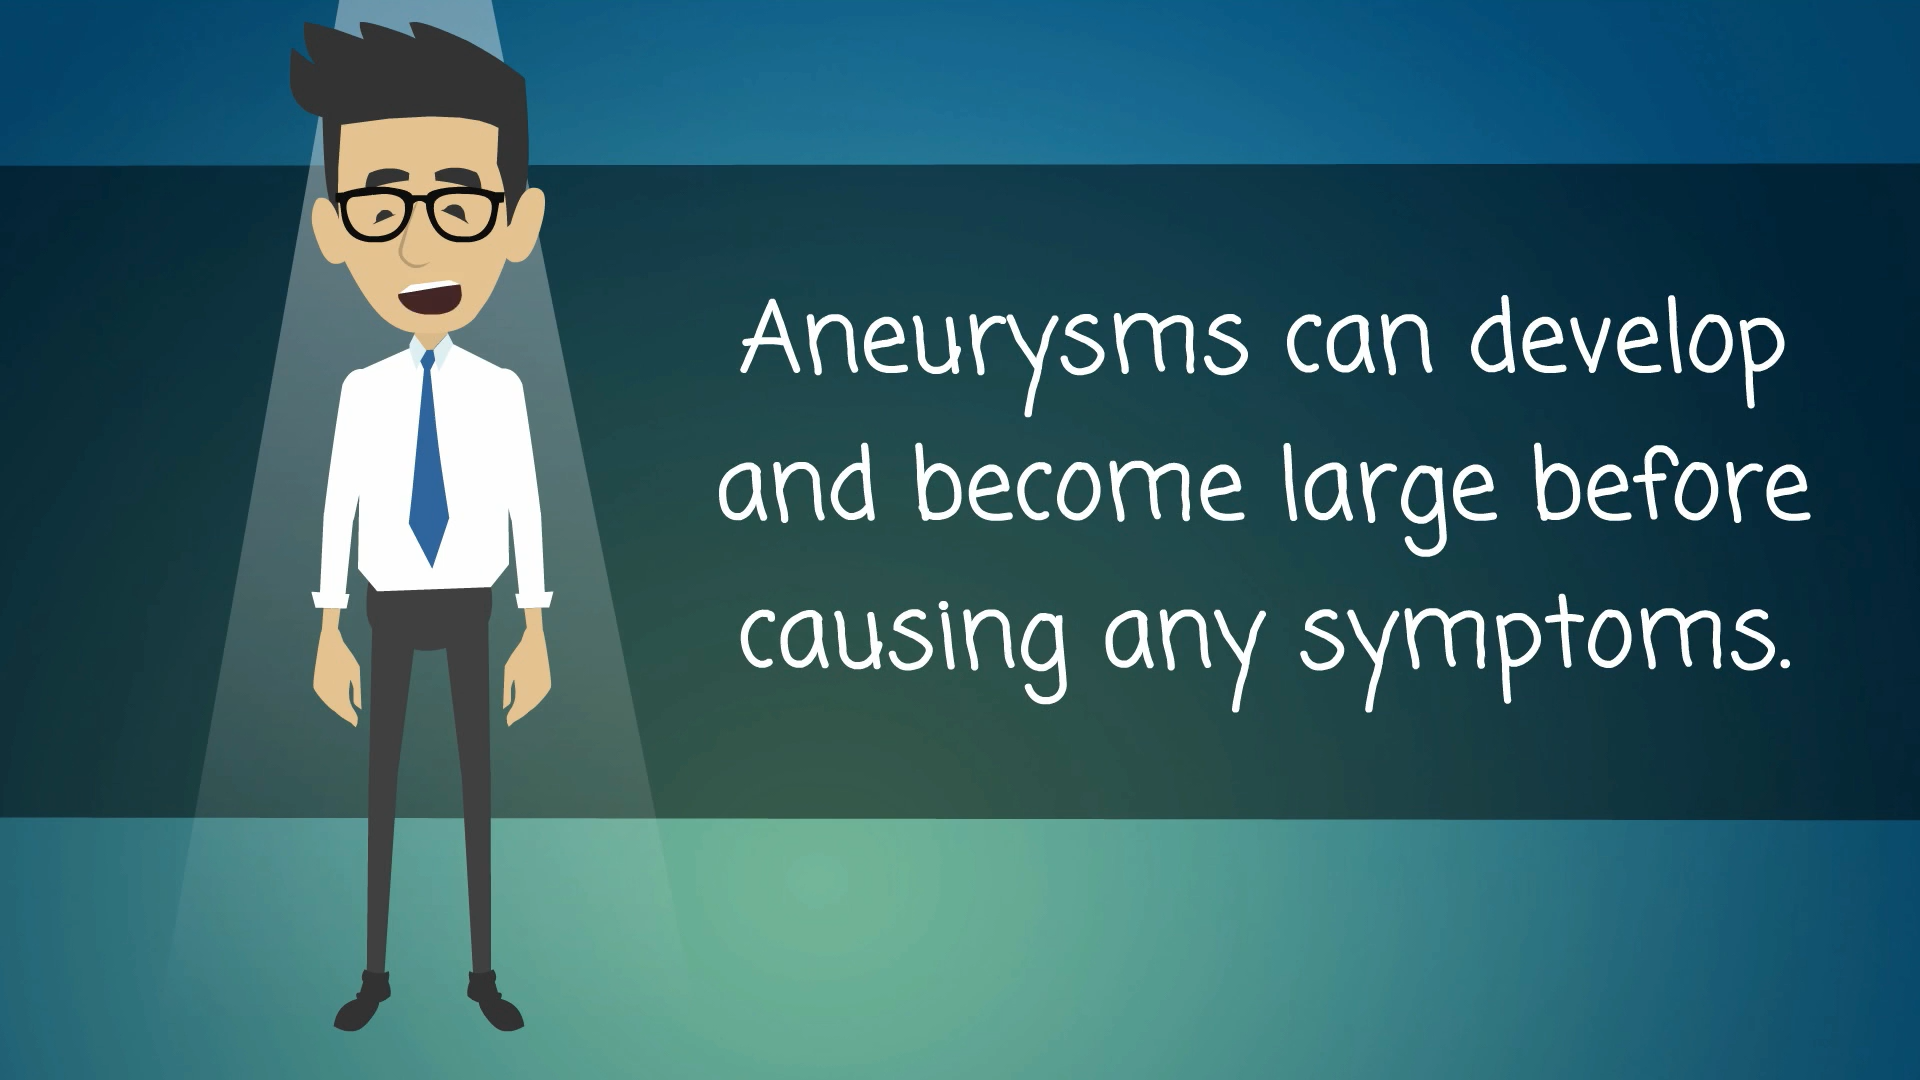 Aneurysms can develop
and become large before
causing any symptoms.